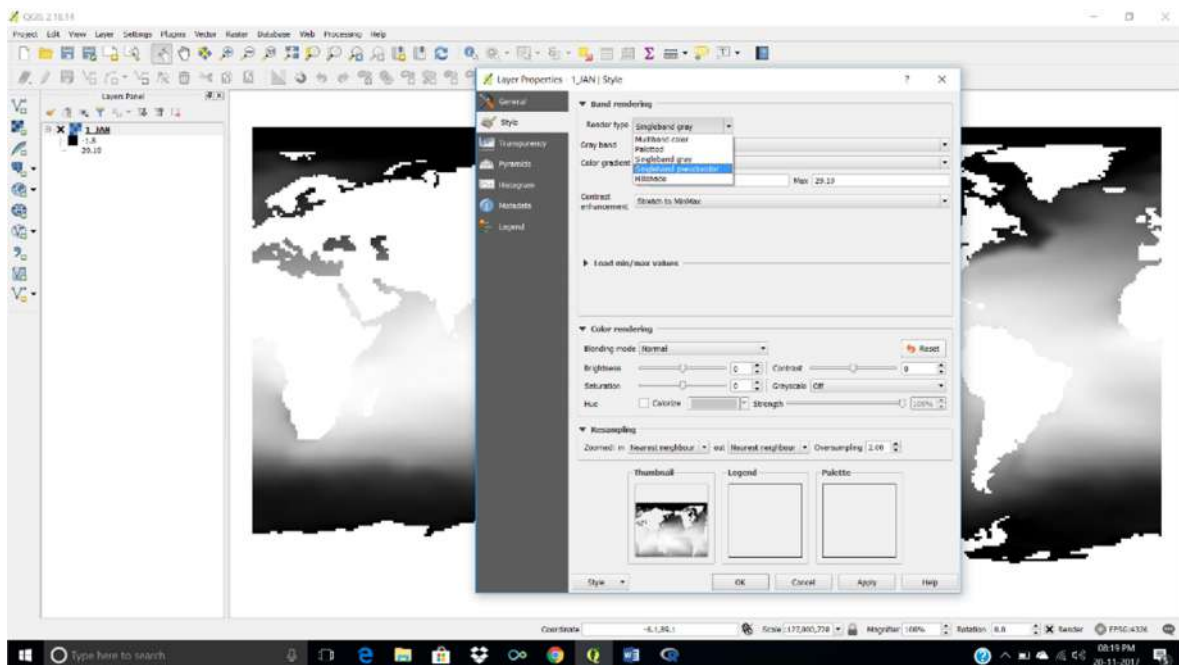 QGIS 2.18.14
Project Edit View Layer Settings Plugins Vector Raster Database Web Processing Help
Layers Panel
1_JAN
-1.8
29.10
Layer Properties - 1_JAN | Style
General
Style
Transparency
Pyramids
Histogram
Metadata
Legend
Band rendering
Render type Singleband gray
Multiband color
Paletted
Singleband gray
Singleband pseudocolor
Hillshade
Gray band
Color gradient
Max 29.10
Contrast enhancement Stretch to MinMax
Load min/max values
Color rendering
Blending mode Normal
Reset
Brightness 0 Contrast 0
Saturation 0 Grayscale Off
Hue Colorize Strength 100%
Resampling
Zoomed: in Nearest neighbour out Nearest neighbour Oversampling 2.00
Thumbnail Legend Palette
Style OK Cancel Apply Help
Coordinate Scale Magnifier 100% Rotation 0.0 Render EPSG:4326
Type here to search
08:19 PM
20-11-2017